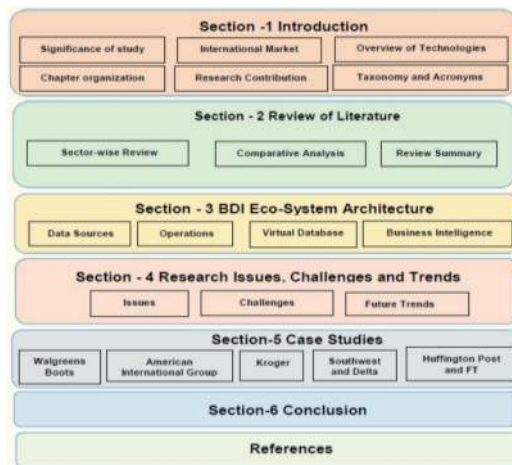 Section -1 Introduction
Significance of study
International Market
Overview of Technologies
Chapter organization
Research Contribution
Taxonomy and Acronyms
Section - 2 Review of Literature
Sector-wise Review
Comparative Analysis
Review Summary
Section - 3 BDI Eco-System Architecture
Data Sources
Operations
Virtual Database
Business Intelligence
Section - 4 Research Issues, Challenges and Trends
Issues
Challenges
Future Trends
Section-5 Case Studies
Walgreens
Boots
American
International Group
Kroger
Southwest
and Delta
Huffington Post
and FT
Section-6 Conclusion
References